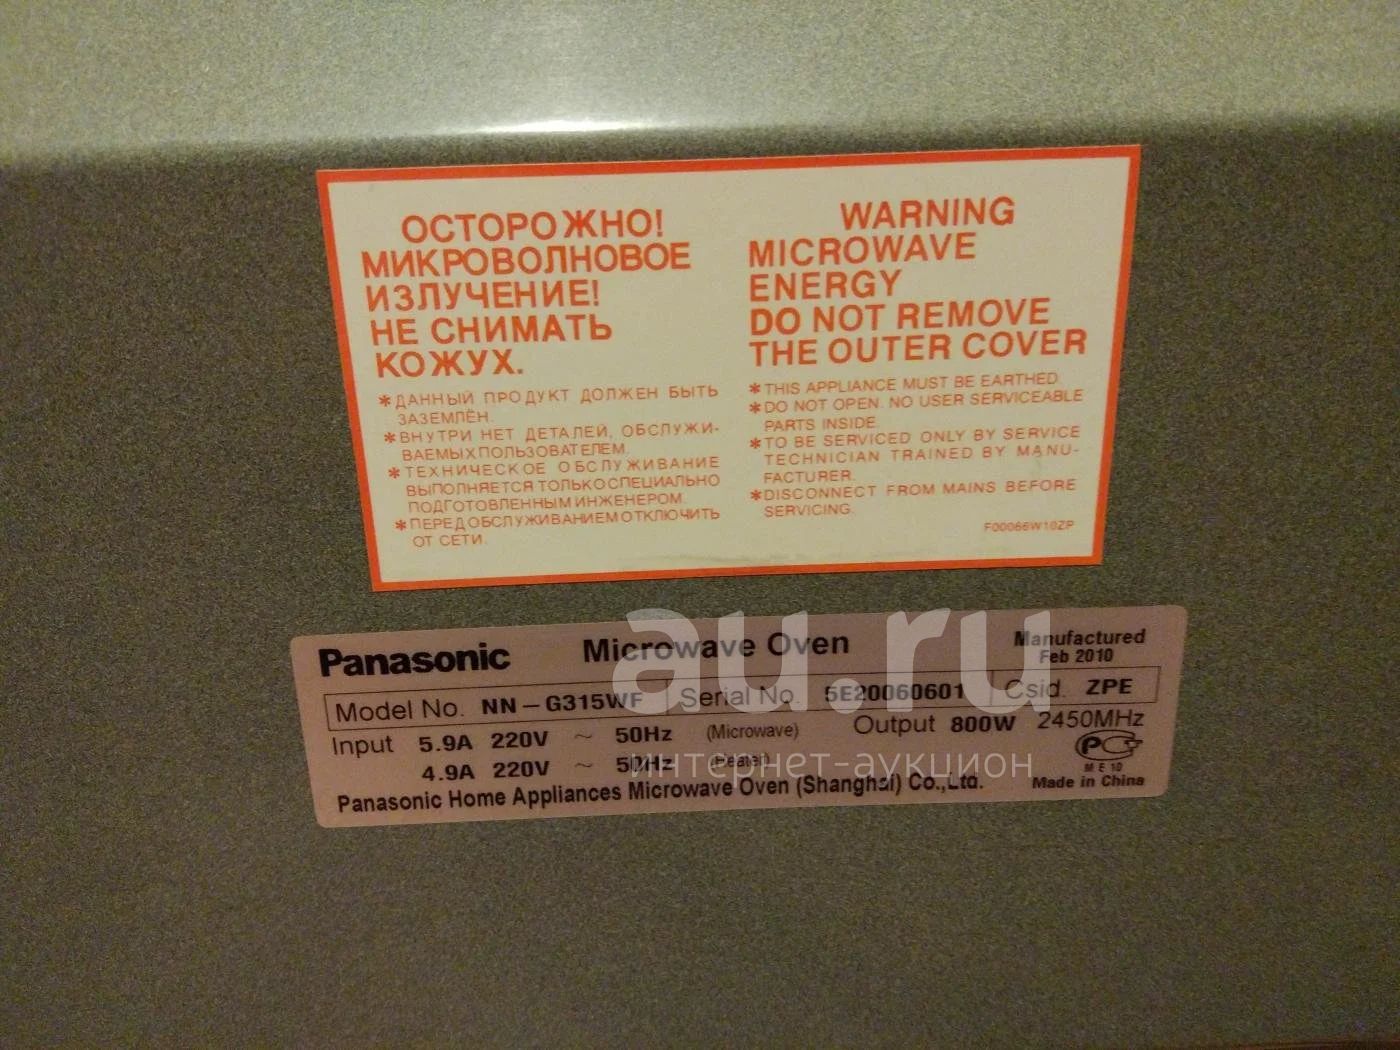 ОСТОРОЖНО!
МИКРОВОЛНОВОЕ
ИЗЛУЧЕНИЕ!
НЕ СНИМАТЬ
КОЖУХ.
*ДАННЫЙ ПРОДУКТ ДОЛЖЕН БЫТЬ
ЗАЗЕМЛЁН.
*ВНУТРИ НЕТ ДЕТАЛЕЙ, ОБСЛУЖИ-
ВАЕМЫХ ПОЛЬЗОВАТЕЛЕМ.
*ТЕХНИЧЕСКОЕ ОБСЛУЖИВАНИЕ
ВЫПОЛНЯЕТСЯ ТОЛЬКО СПЕЦИАЛЬНО
ПОДГОТОВЛЕННЫМ ИНЖЕНЕРОМ.
*ПЕРЕД ОБСЛУЖИВАНИЕМ ОТКЛЮЧИТЬ
ОТ СЕТИ.
WARNING
MICROWAVE
ENERGY
DO NOT REMOVE
THE OUTER COVER
*THIS APPLIANCE MUST BE EARTHED
*DO NOT OPEN. NO USER SERVICEABLE
PARTS INSIDE.
*TO BE SERVICED ONLY BY SERVICE
TECHNICIAN TRAINED BY MANU-
FACTURER.
*DISCONNECT FROM MAINS BEFORE
SERVICING.
F00066W10ZP
Panasonic Microwave Oven Manufactured
Feb 2010
Model No. NN-G315WF Serial No. 5E20060601 Csid. ZPE
Input 5.9A 220V ~ 50Hz (Microwave) Output 800W 2450MHz
4.9A 220V ~ 50Hz (Heater)
РСТ
ME10
Panasonic Home Appliances Microwave Oven (Shanghai) Co.,Ltd. Made in China
au.ru
интернет-аукцион